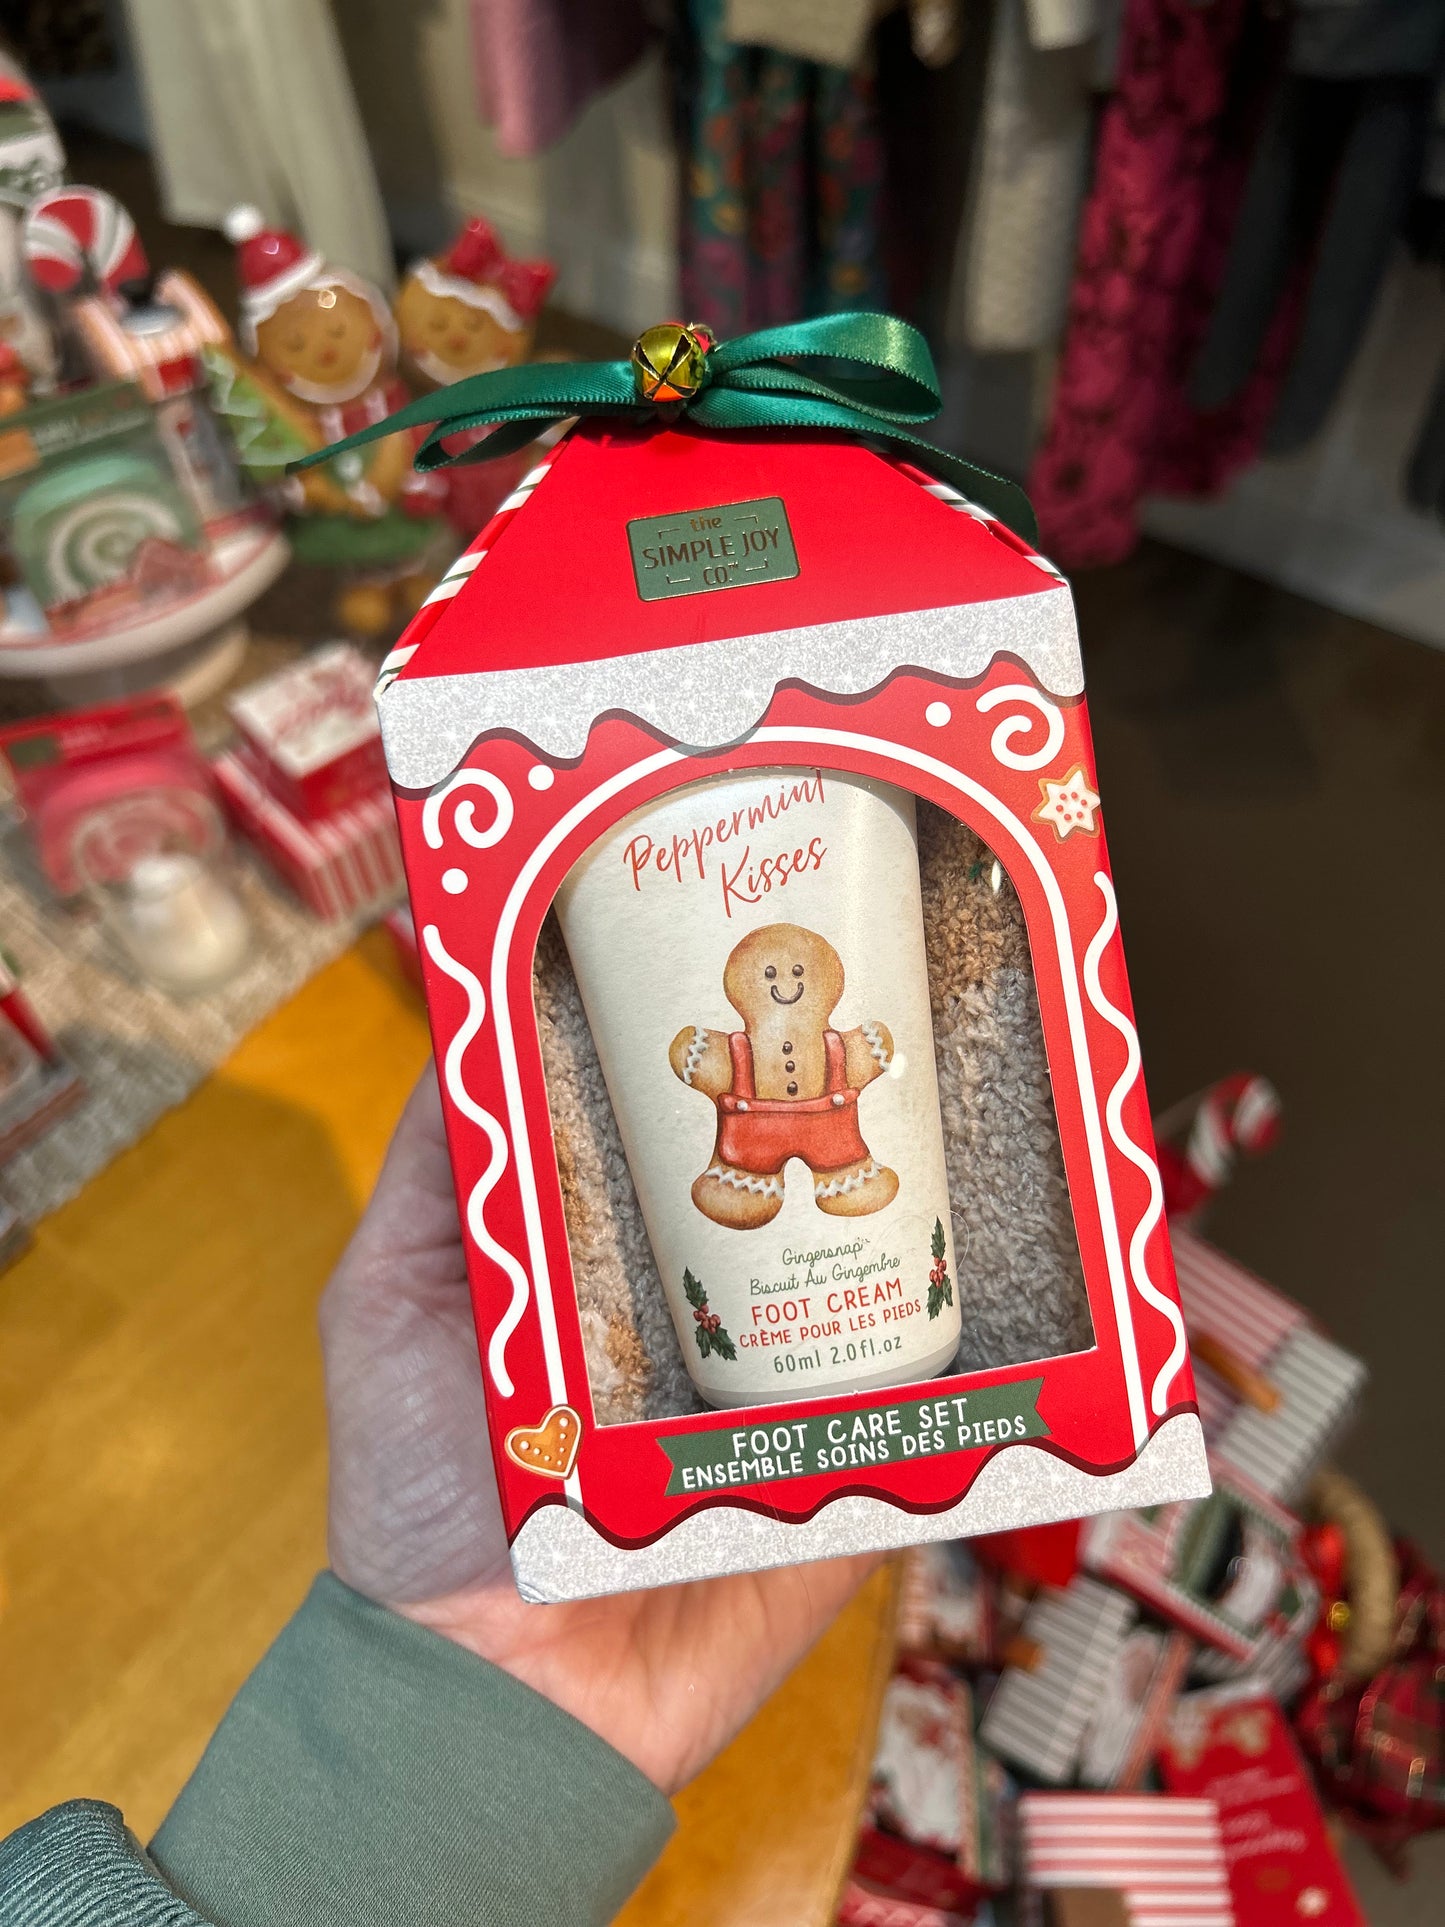 the
SIMPLE JOY
CO.™
Peppermint
Kisses
Gingersnap
Biscuit Au Gingembre
FOOT CREAM
CRÈME POUR LES PIEDS
60ml 2.0fl.oz
FOOT CARE SET
ENSEMBLE SOINS DES PIEDS